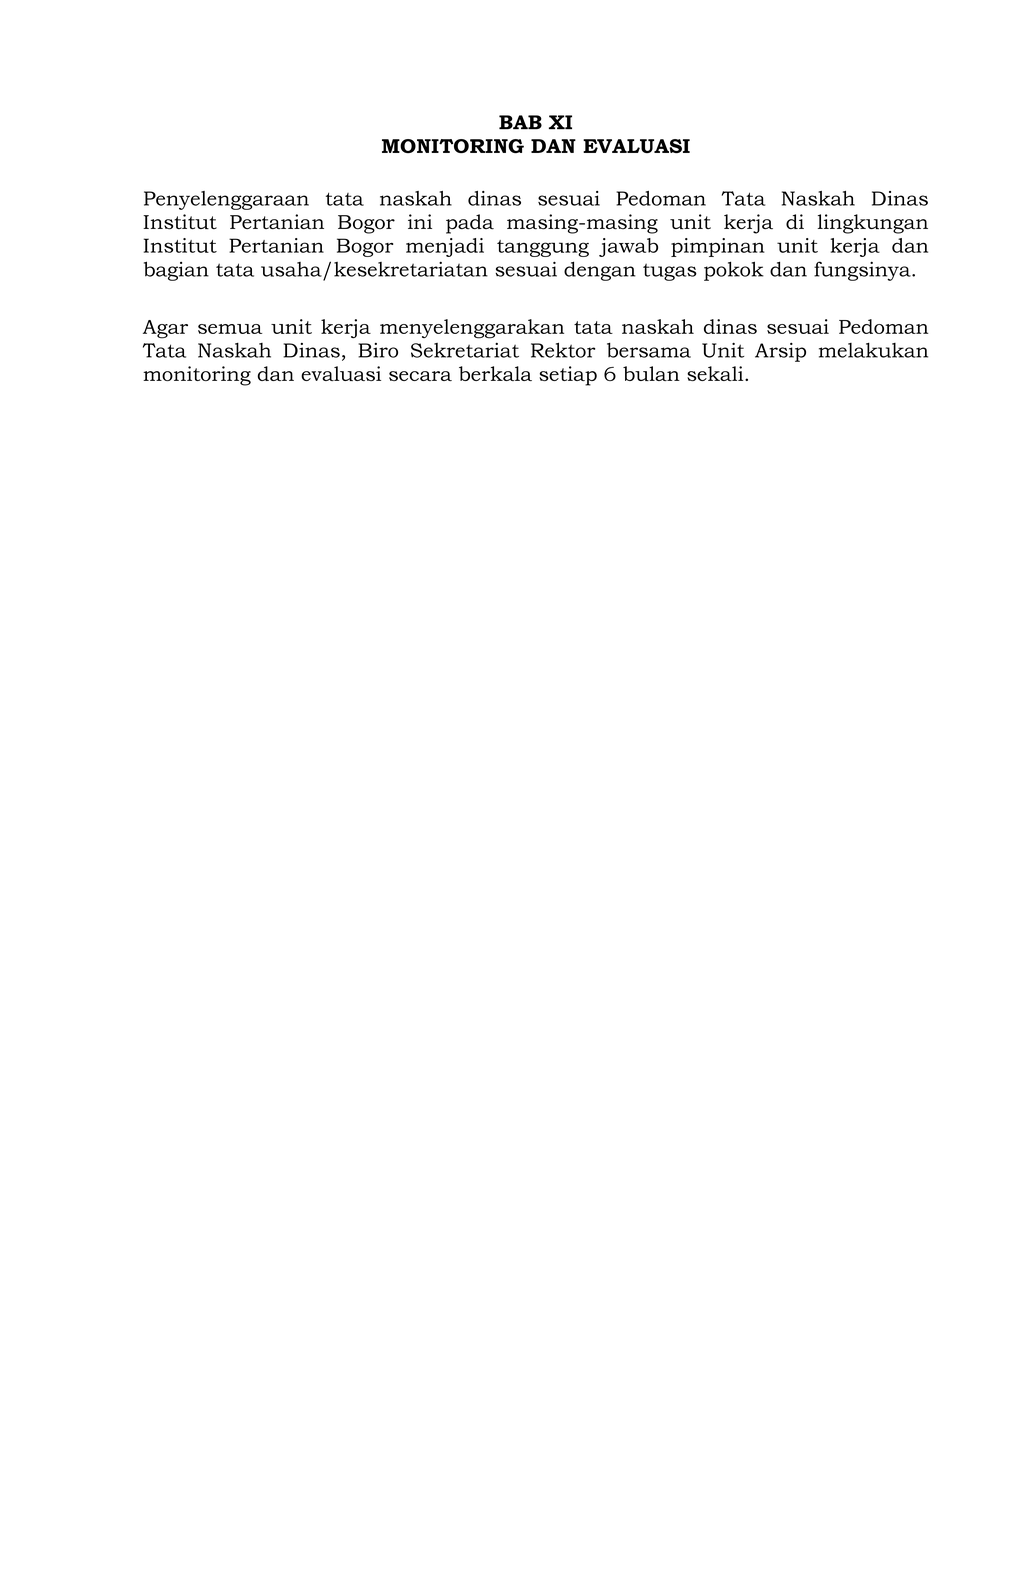 BAB XI
MONITORING DAN EVALUASI
Penyelenggaraan tata naskah dinas sesuai Pedoman Tata Naskah Dinas
Institut Pertanian Bogor ini pada masing-masing unit kerja di lingkungan
Institut Pertanian Bogor menjadi tanggung jawab pimpinan unit kerja dan
bagian tata usaha/kesekretariatan sesuai dengan tugas pokok dan fungsinya.
Agar semua unit kerja menyelenggarakan tata naskah dinas sesuai Pedoman
Tata Naskah Dinas, Biro Sekretariat Rektor bersama Unit Arsip melakukan
monitoring dan evaluasi secara berkala setiap 6 bulan sekali.